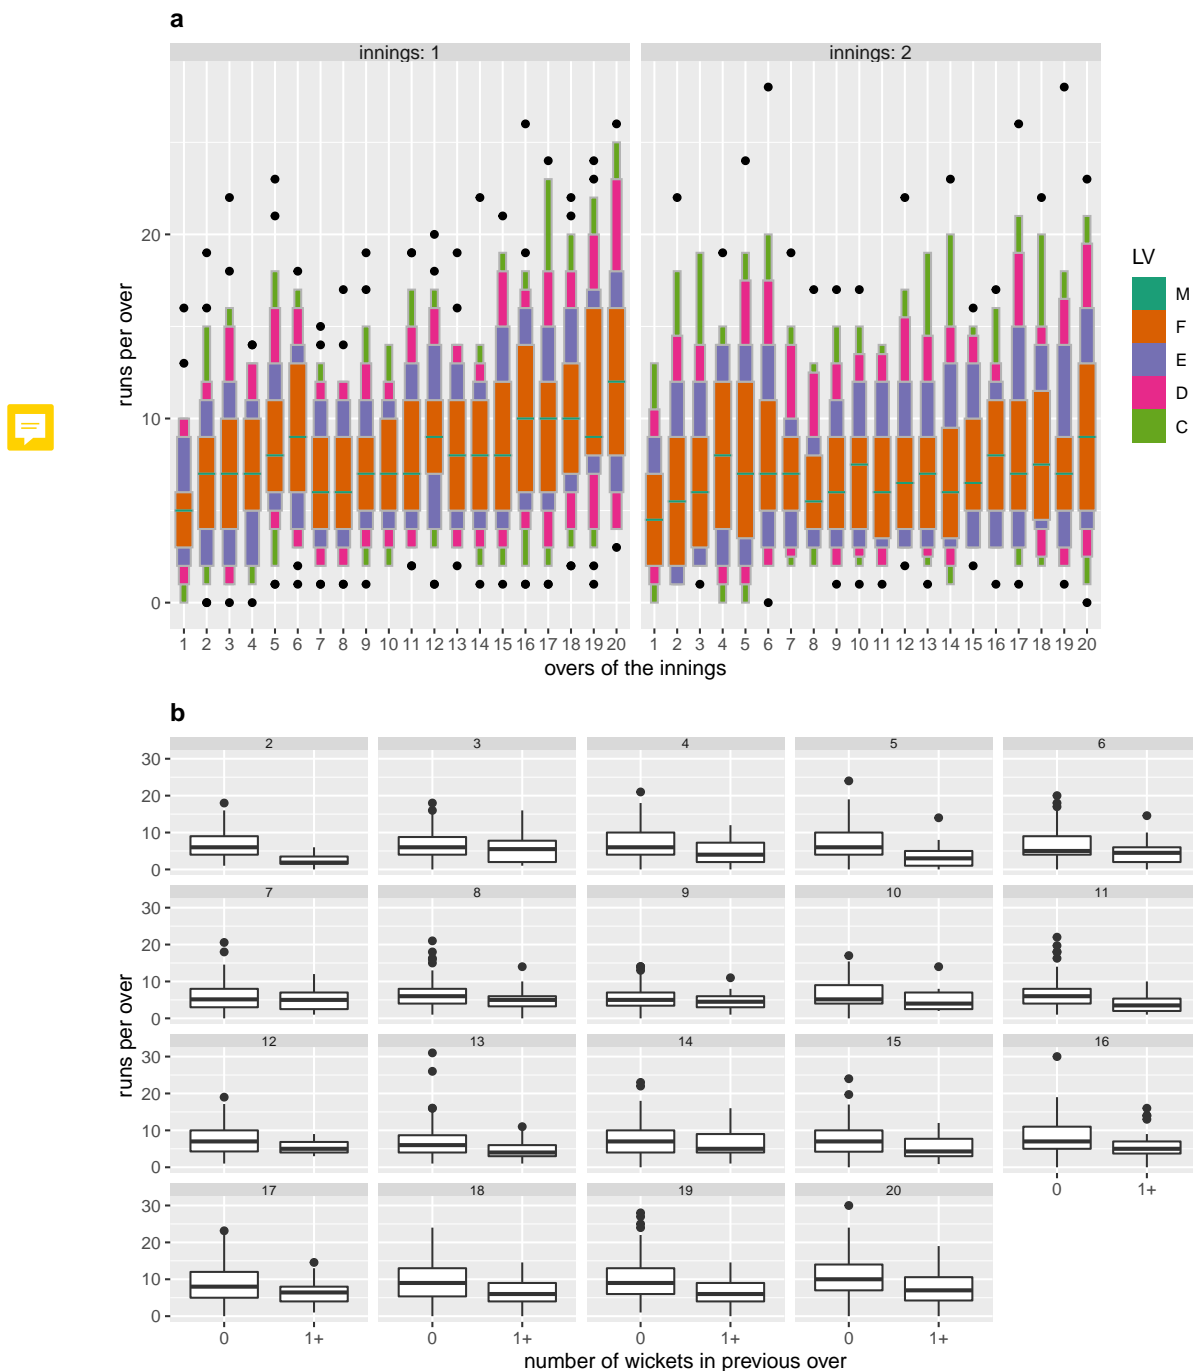 a
innings: 1 innings: 2
runs per over
20
10
0
1 2 3 4 5 6 7 8 9 10 11 12 13 14 15 16 17 18 19 20 1 2 3 4 5 6 7 8 9 10 11 12 13 14 15 16 17 18 19 20
overs of the innings
LV
M
F
E
D
C
b
runs per over
2 3 4 5 6
30
20
10
0
7 8 9 10 11
30
20
10
0
12 13 14 15 16
30
20
10
0
0 1+
17 18 19 20
30
20
10
0
0 1+ 0 1+ 0 1+ 0 1+
number of wickets in previous over